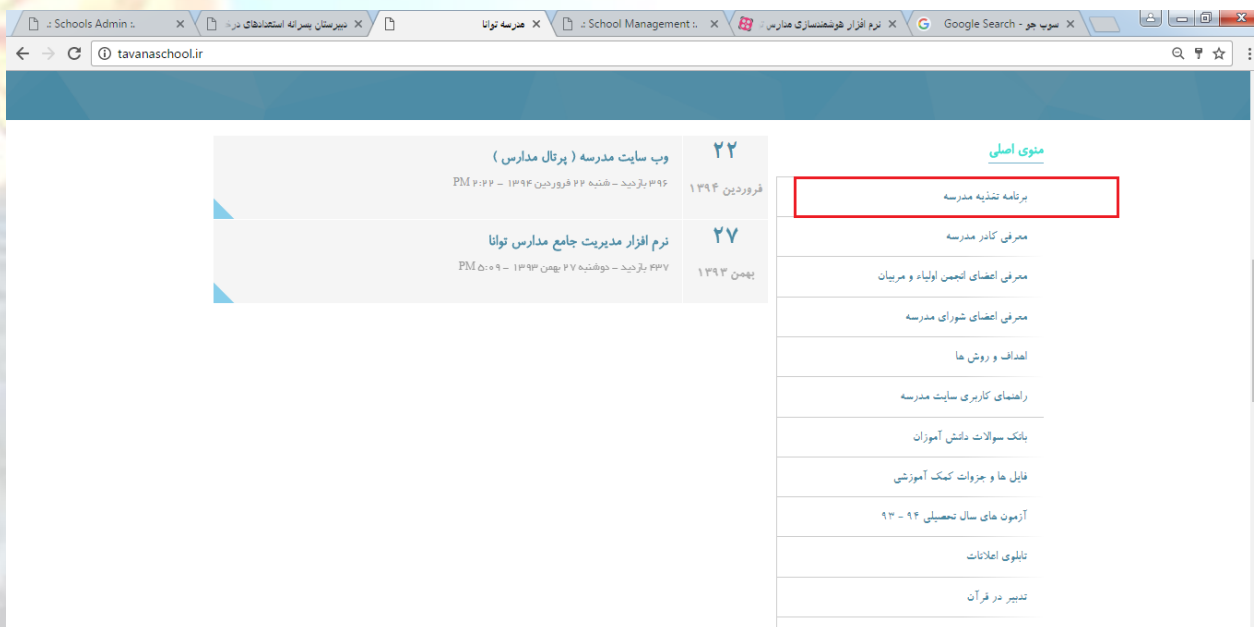 .: Schools Admin :.
دبیرستان پسرانه استعدادهای درخ
مدرسه توانا
.: School Management :.
نرم افزار هوشمندسازی مدارس :.
سوپ جو - Google Search
tavanaschool.ir
منوی اصلی
برنامه تغذیه مدرسه
معرفی کادر مدرسه
معرفی اعضای انجمن اولیاء و مربیان
معرفی اعضای شورای مدرسه
اهداف و روش ها
راهنمای کاربری سایت مدرسه
بانک سوالات دانش آموزان
فایل ها و جزوات کمک آموزشی
آزمون های سال تحصیلی ۹۴ - ۹۳
تابلوی اعلانات
تدبیر در قرآن
۲۲
فروردین ۱۳۹۴
وب سایت مدرسه ( پرتال مدارس )
۳۹۶ بازدید - شنبه ۲۲ فروردین ۱۳۹۴ - ۲:۲۲ PM
۲۷
بهمن ۱۳۹۳
نرم افزار مدیریت جامع مدارس توانا
۴۳۷ بازدید - دوشنبه ۲۷ بهمن ۱۳۹۳ - ۵:۰۹ PM